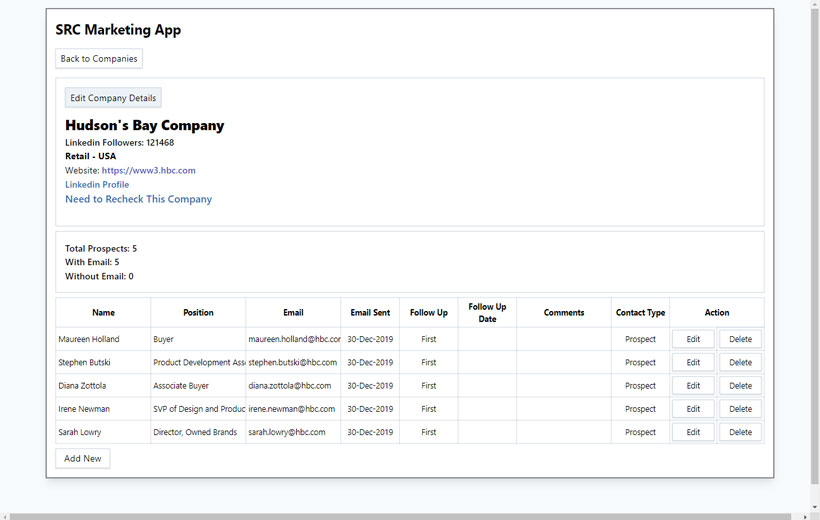 SRC Marketing App
Back to Companies
Edit Company Details
Hudson's Bay Company
Linkedin Followers: 121468
Retail - USA
Website: https://www3.hbc.com
Linkedin Profile
Need to Recheck This Company
Total Prospects: 5
With Email: 5
Without Email: 0
Name Position Email Email Sent Follow Up Follow Up Date Comments Contact Type Action
Maureen Holland Buyer maureen.holland@hbc.cor 30-Dec-2019 First Prospect Edit Delete
Stephen Butski Product Development Ass stephen.butski@hbc.com 30-Dec-2019 First Prospect Edit Delete
Diana Zottola Associate Buyer diana.zottola@hbc.com 30-Dec-2019 First Prospect Edit Delete
Irene Newman SVP of Design and Produc irene.newman@hbc.com 30-Dec-2019 First Prospect Edit Delete
Sarah Lowry Director, Owned Brands sarah.lowry@hbc.com 30-Dec-2019 First Prospect Edit Delete
Add New